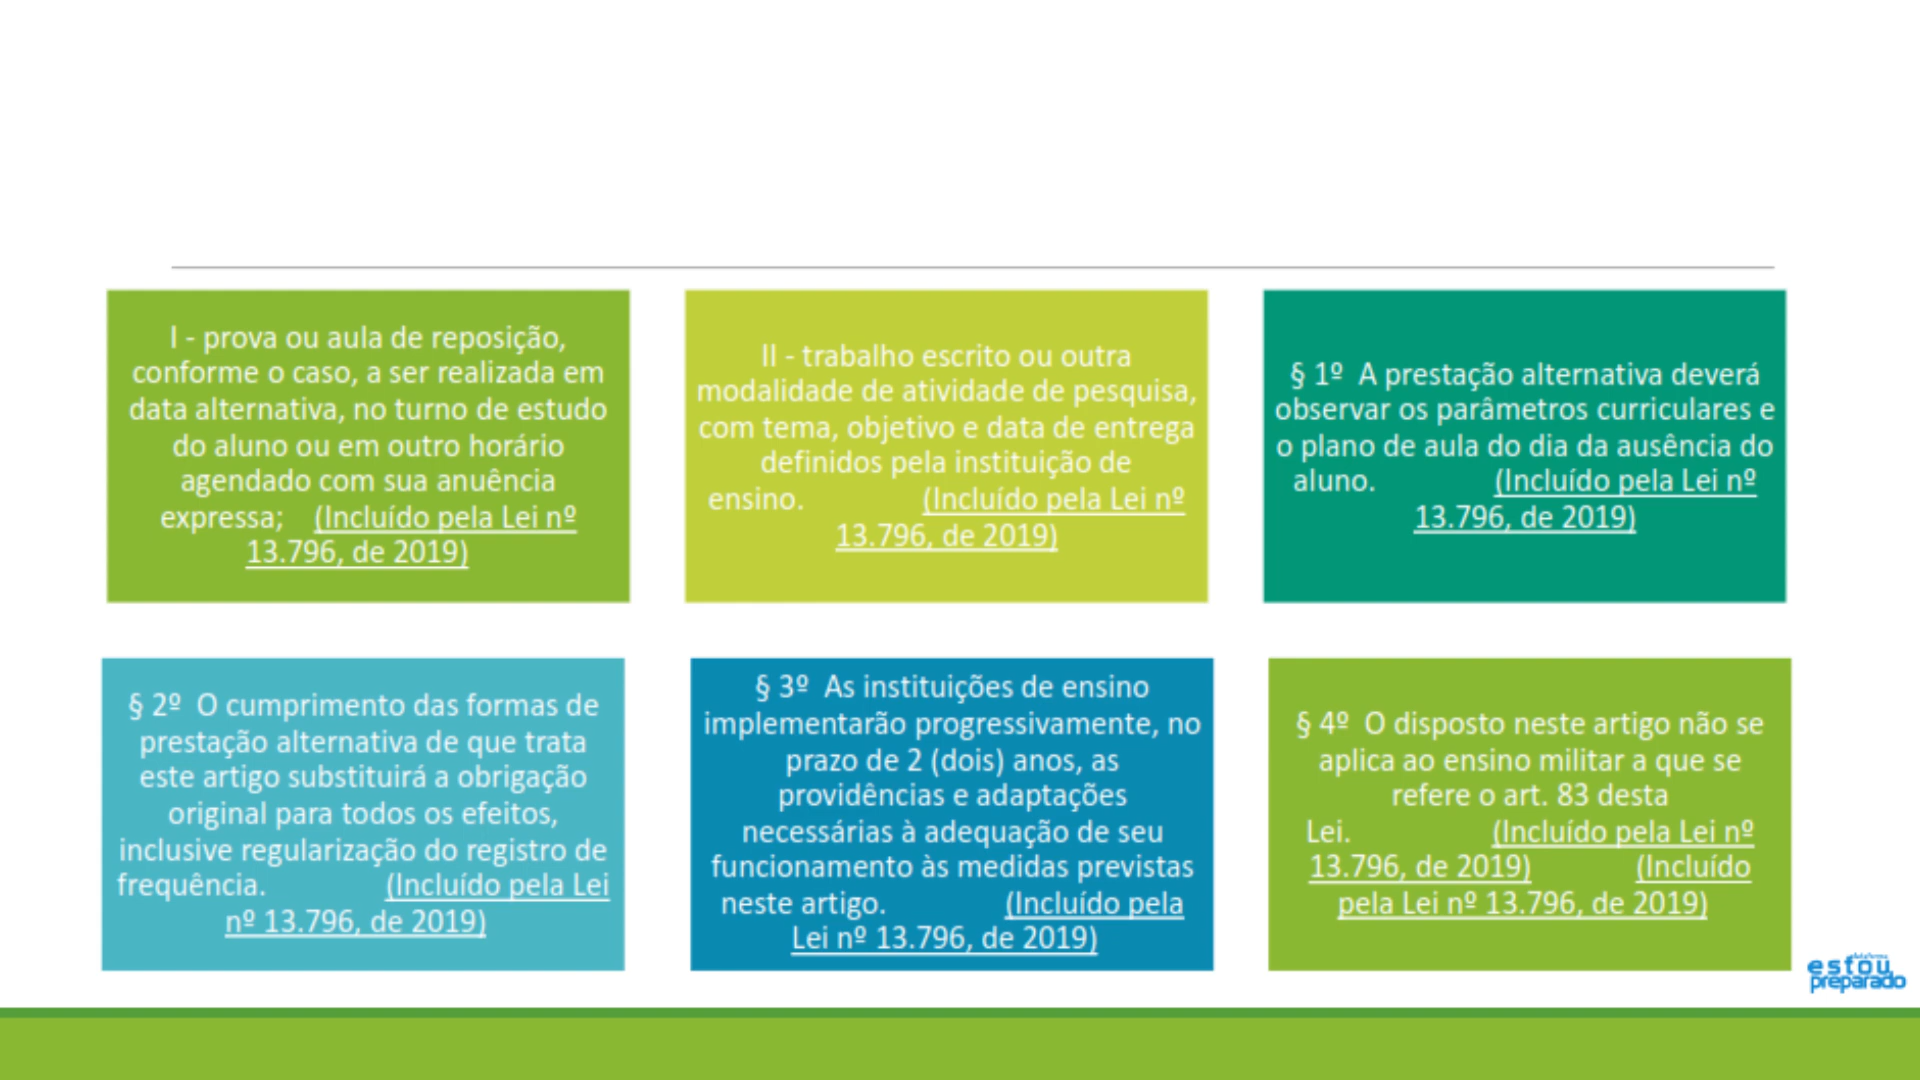 I - prova ou aula de reposição,
conforme o caso, a ser realizada em
data alternativa, no turno de estudo
do aluno ou em outro horário
agendado com sua anuência
expressa; (Incluído pela Lei nº
13.796, de 2019)
II - trabalho escrito ou outra
modalidade de atividade de pesquisa,
com tema, objetivo e data de entrega
definidos pela instituição de
ensino. (Incluído pela Lei nº
13.796, de 2019)
§ 1º A prestação alternativa deverá
observar os parâmetros curriculares e
o plano de aula do dia da ausência do
aluno. (Incluído pela Lei nº
13.796, de 2019)
§ 2º O cumprimento das formas de
prestação alternativa de que trata
este artigo substituirá a obrigação
original para todos os efeitos,
inclusive regularização do registro de
frequência. (Incluído pela Lei
nº 13.796, de 2019)
§ 3º As instituições de ensino
implementarão progressivamente, no
prazo de 2 (dois) anos, as
providências e adaptações
necessárias à adequação de seu
funcionamento às medidas previstas
neste artigo. (Incluído pela
Lei nº 13.796, de 2019)
§ 4º O disposto neste artigo não se
aplica ao ensino militar a que se
refere o art. 83 desta
Lei. (Incluído pela Lei nº
13.796, de 2019) (Incluído
pela Lei nº 13.796, de 2019)
estou
preparado